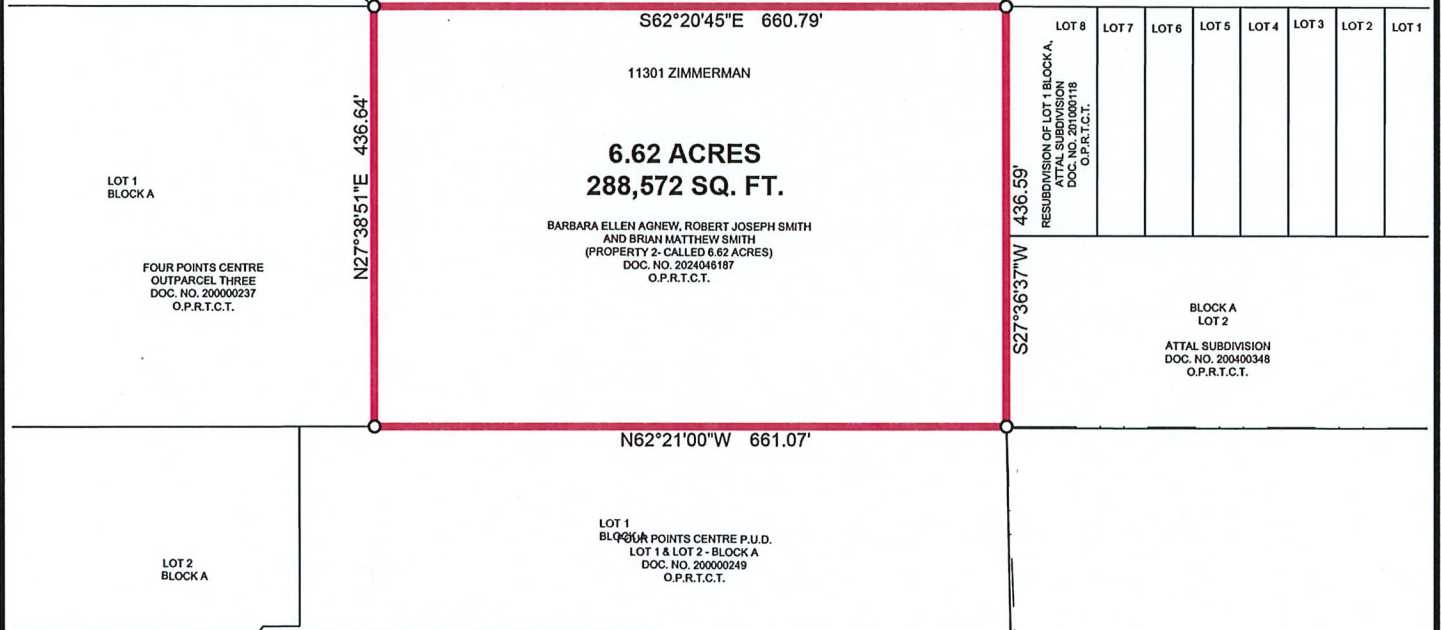 S62°20'45"E 660.79'
11301 ZIMMERMAN
6.62 ACRES
288,572 SQ. FT.
BARBARA ELLEN AGNEW, ROBERT JOSEPH SMITH
AND BRIAN MATTHEW SMITH
(PROPERTY 2- CALLED 6.62 ACRES)
DOC. NO. 2024046187
O.P.R.T.C.T.
N27°38'51"E 436.64'
LOT 1
BLOCK A
FOUR POINTS CENTRE
OUTPARCEL THREE
DOC. NO. 200000237
O.P.R.T.C.T.
S27°36'37"W 436.59'
RESUBDIVISION OF LOT 1 BLOCK A,
ATTAL SUBDIVISION
DOC. NO. 201000118
O.P.R.T.C.T.
LOT 8
LOT 7
LOT 6
LOT 5
LOT 4
LOT 3
LOT 2
LOT 1
BLOCK A
LOT 2
ATTAL SUBDIVISION
DOC. NO. 200400348
O.P.R.T.C.T.
N62°21'00"W 661.07'
LOT 2
BLOCK A
LOT 1
BLOCK A
FOUR POINTS CENTRE P.U.D.
LOT 1 & LOT 2 - BLOCK A
DOC. NO. 200000249
O.P.R.T.C.T.